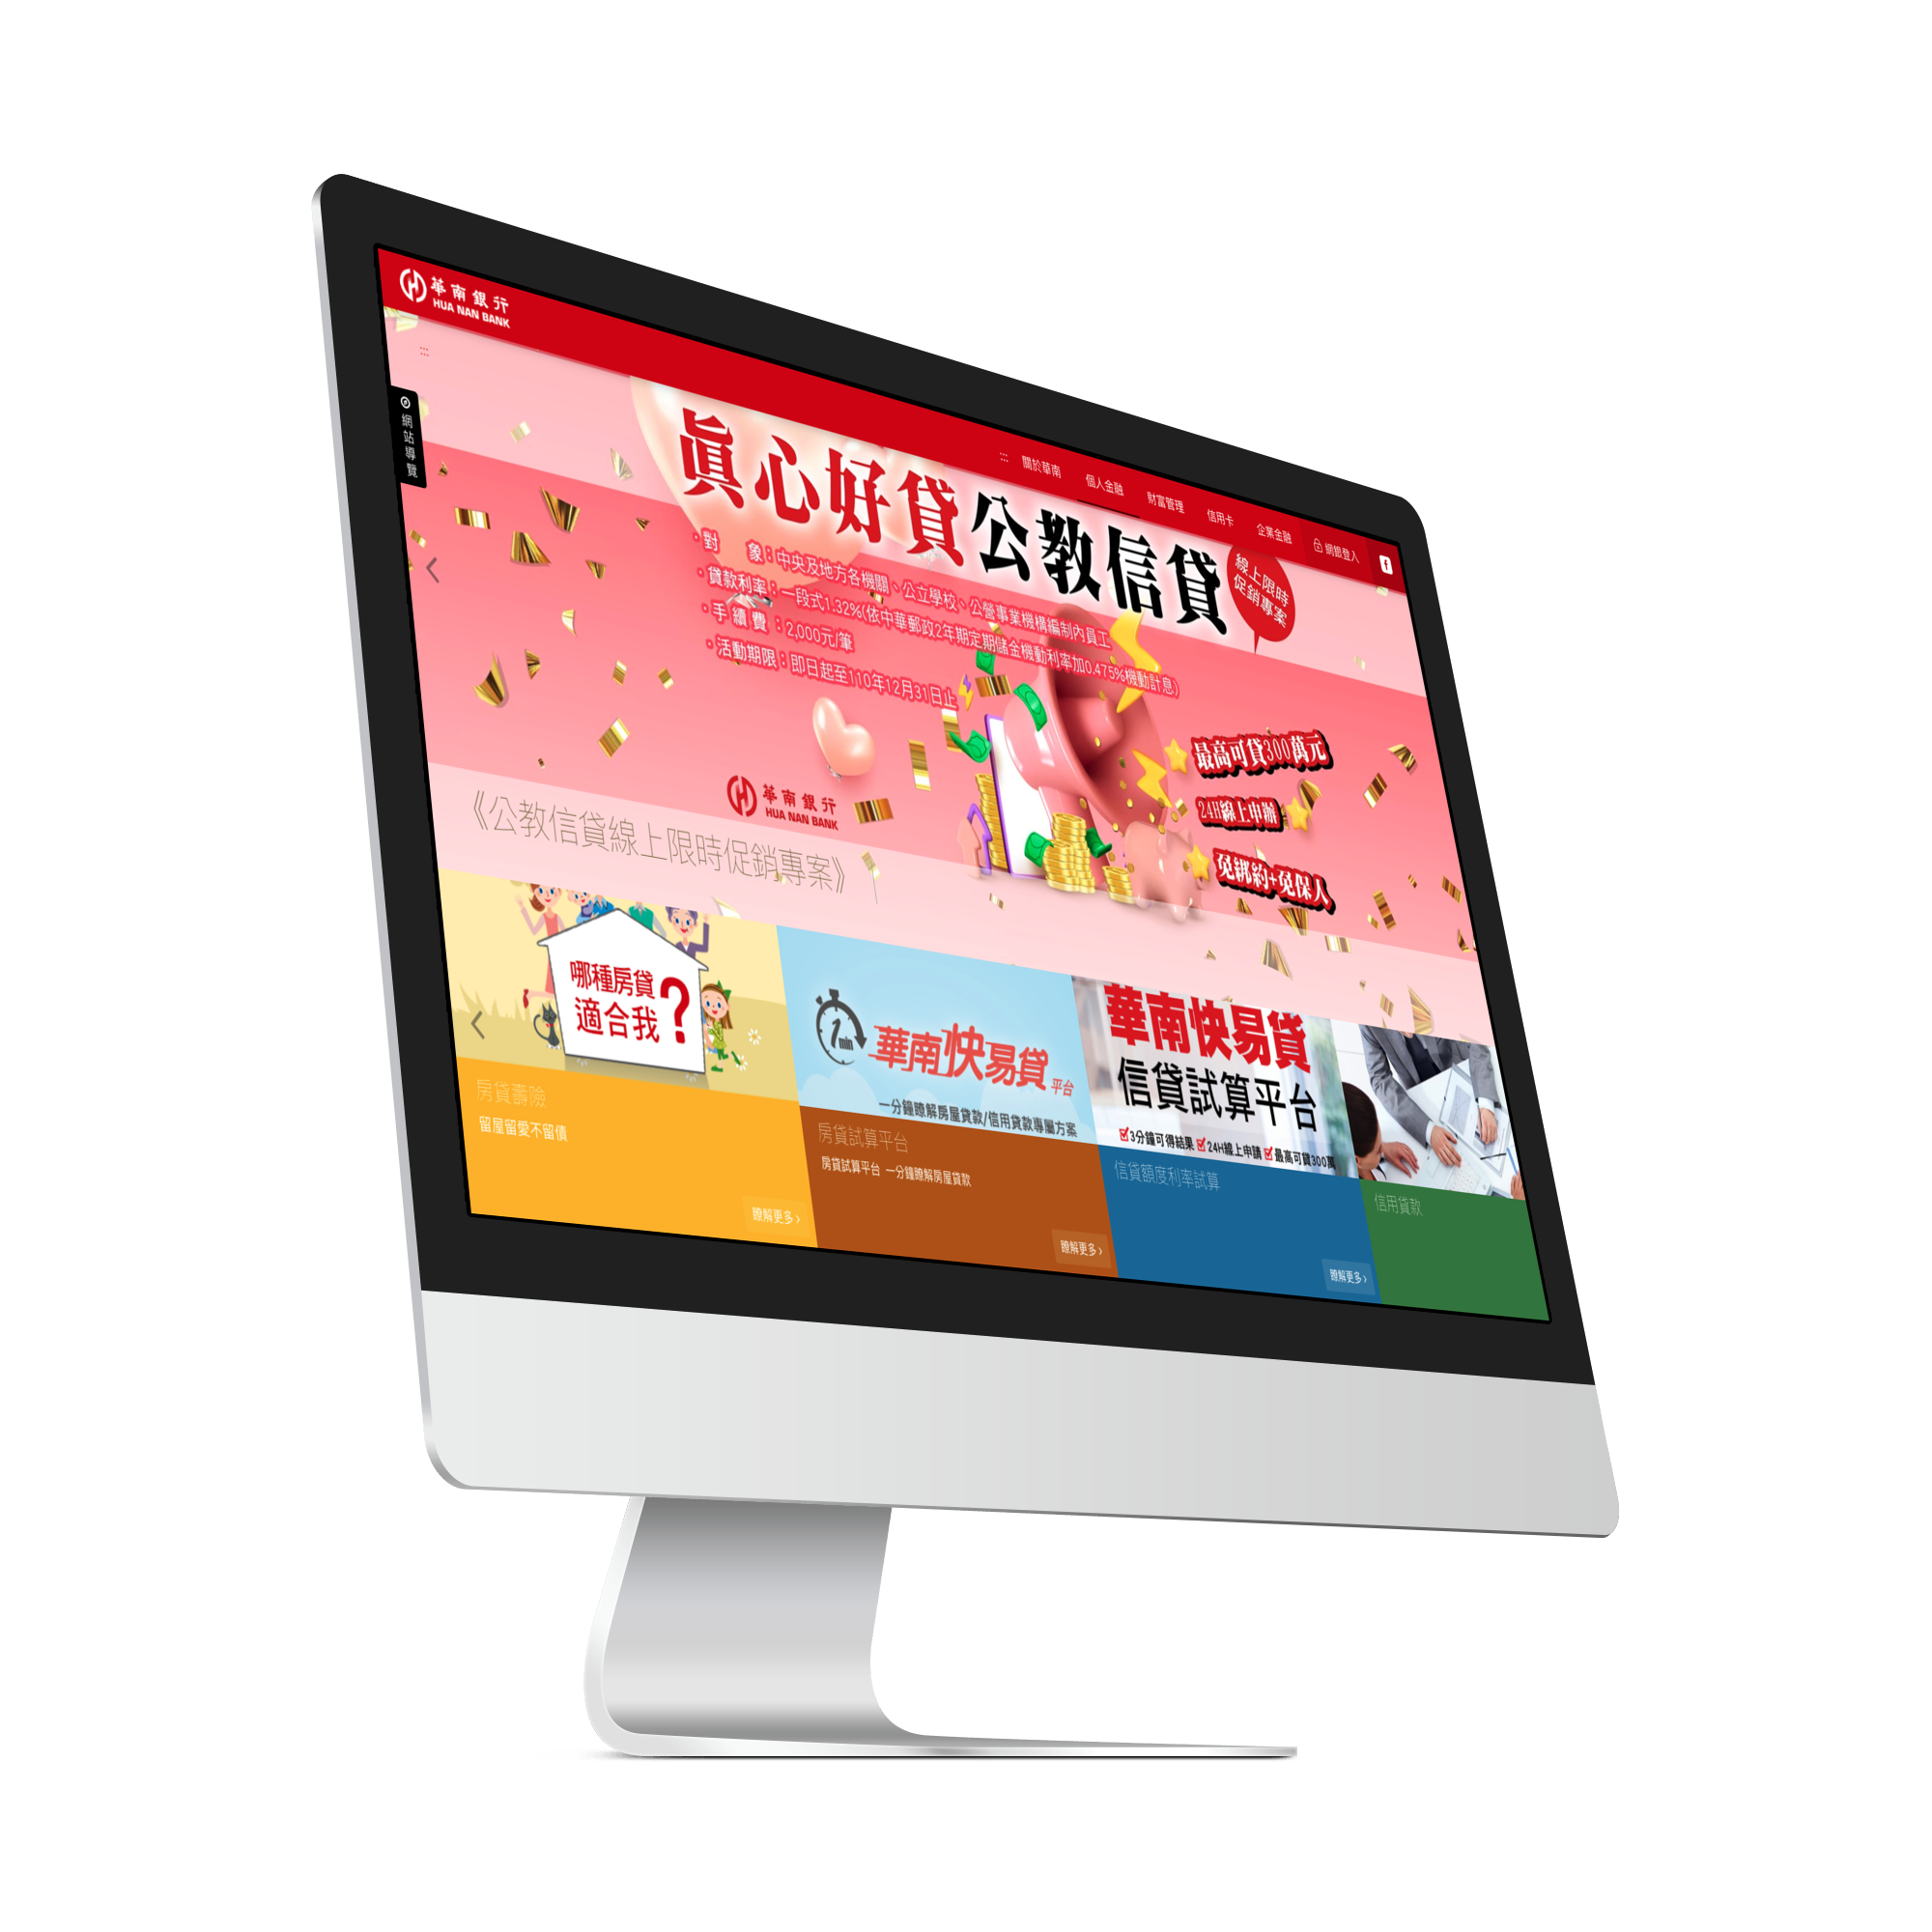 華南銀行
HUA NAN BANK
關於華南
個人金融
財富管理
信用卡
企業金融
網銀登入
f
網站導覽
真心好貸公教信貸
線上限時
促銷專案
・對 象：中央及地方各機關、公立學校、公營事業機構編制內員工
・貸款利率：一段式1.32%(依中華郵政2年期定期儲金機動利率加0.475%機動計息)
・手續費：2,000元/筆
・活動期限：即日起至110年12月31日止
最高可貸300萬元
24H線上申辦
免綁約+免保人
華南銀行
HUA NAN BANK
《公教信貸線上限時促銷專案》
哪種房貸
適合我?
房貸壽險
留屋留愛不留債
瞭解更多 ›
1 min
華南快易貸平台
一分鐘瞭解房屋貸款/信用貸款專屬方案
房貸試算平台
房貸試算平台 一分鐘瞭解房屋貸款
瞭解更多 ›
華南快易貸
信貸試算平台
3分鐘可得結果 24H線上申請 最高可貸300萬
信貸額度利率試算
瞭解更多 ›
信用貸款